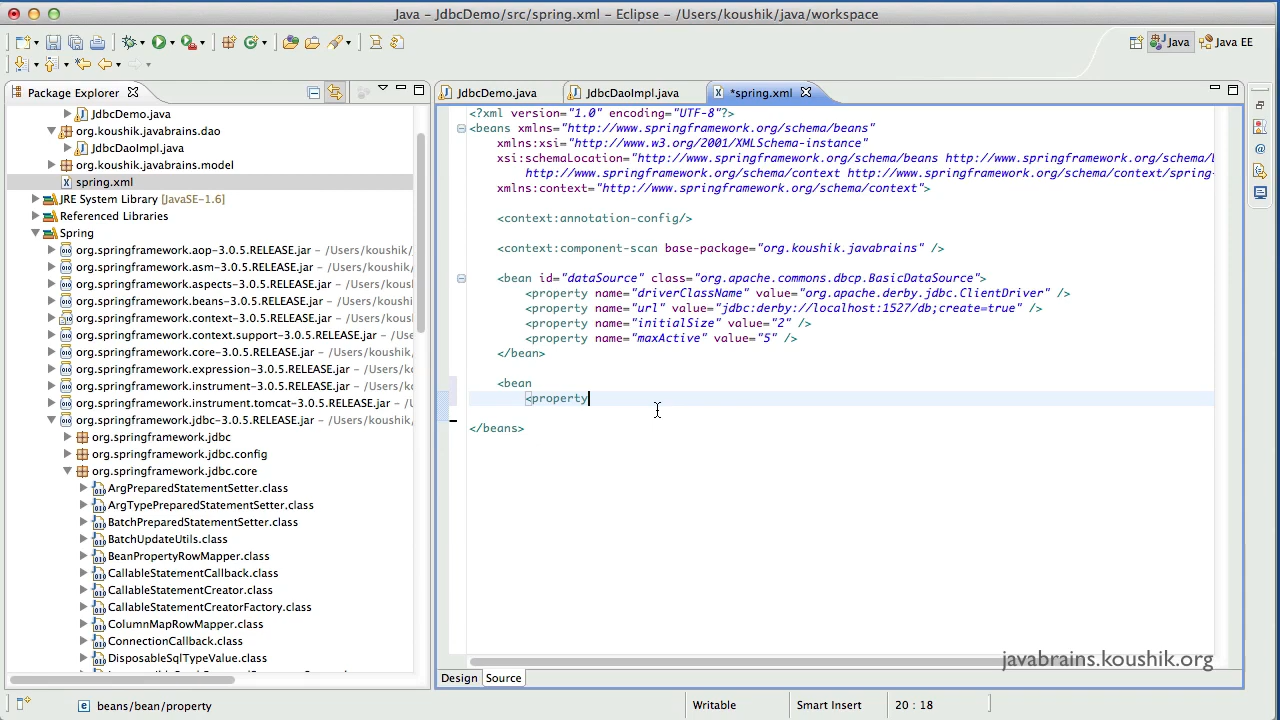 Java - JdbcDemo/src/spring.xml - Eclipse - /Users/koushik/java/workspace
Java
Java EE
Package Explorer
JdbcDemo.java
JdbcDaoImpl.java
*spring.xml
JdbcDemo.java
org.koushik.javabrains.dao
JdbcDaoImpl.java
org.koushik.javabrains.model
spring.xml
JRE System Library [JavaSE-1.6]
Referenced Libraries
Spring
org.springframework.aop-3.0.5.RELEASE.jar - /Users/k
org.springframework.asm-3.0.5.RELEASE.jar - /Users/k
org.springframework.aspects-3.0.5.RELEASE.jar - /Use
org.springframework.beans-3.0.5.RELEASE.jar - /Users
org.springframework.context-3.0.5.RELEASE.jar - /Use
org.springframework.context.support-3.0.5.RELEASE.ja
org.springframework.core-3.0.5.RELEASE.jar - /Users/
org.springframework.expression-3.0.5.RELEASE.jar - /
org.springframework.instrument-3.0.5.RELEASE.jar - /
org.springframework.instrument.tomcat-3.0.5.RELEASE
org.springframework.jdbc-3.0.5.RELEASE.jar - /Users/k
org.springframework.jdbc
org.springframework.jdbc.config
org.springframework.jdbc.core
ArgPreparedStatementSetter.class
ArgTypePreparedStatementSetter.class
BatchPreparedStatementSetter.class
BatchUpdateUtils.class
BeanPropertyRowMapper.class
CallableStatementCallback.class
CallableStatementCreator.class
CallableStatementCreatorFactory.class
ColumnMapRowMapper.class
ConnectionCallback.class
DisposableSqlTypeValue.class
<?xml version="1.0" encoding="UTF-8"?>
<beans xmlns="http://www.springframework.org/schema/beans"
xmlns:xsi="http://www.w3.org/2001/XMLSchema-instance"
xsi:schemaLocation="http://www.springframework.org/schema/beans http://www.springframework.org/schema/b
http://www.springframework.org/schema/context http://www.springframework.org/schema/context/spring-
xmlns:context="http://www.springframework.org/schema/context">
<context:annotation-config/>
<context:component-scan base-package="org.koushik.javabrains" />
<bean id="dataSource" class="org.apache.commons.dbcp.BasicDataSource">
<property name="driverClassName" value="org.apache.derby.jdbc.ClientDriver" />
<property name="url" value="jdbc:derby://localhost:1527/db;create=true" />
<property name="initialSize" value="2" />
<property name="maxActive" value="5" />
</bean>
<bean
<property
</beans>
javabrains.koushik.org
Design
Source
beans/bean/property
Writable
Smart Insert
20 : 18